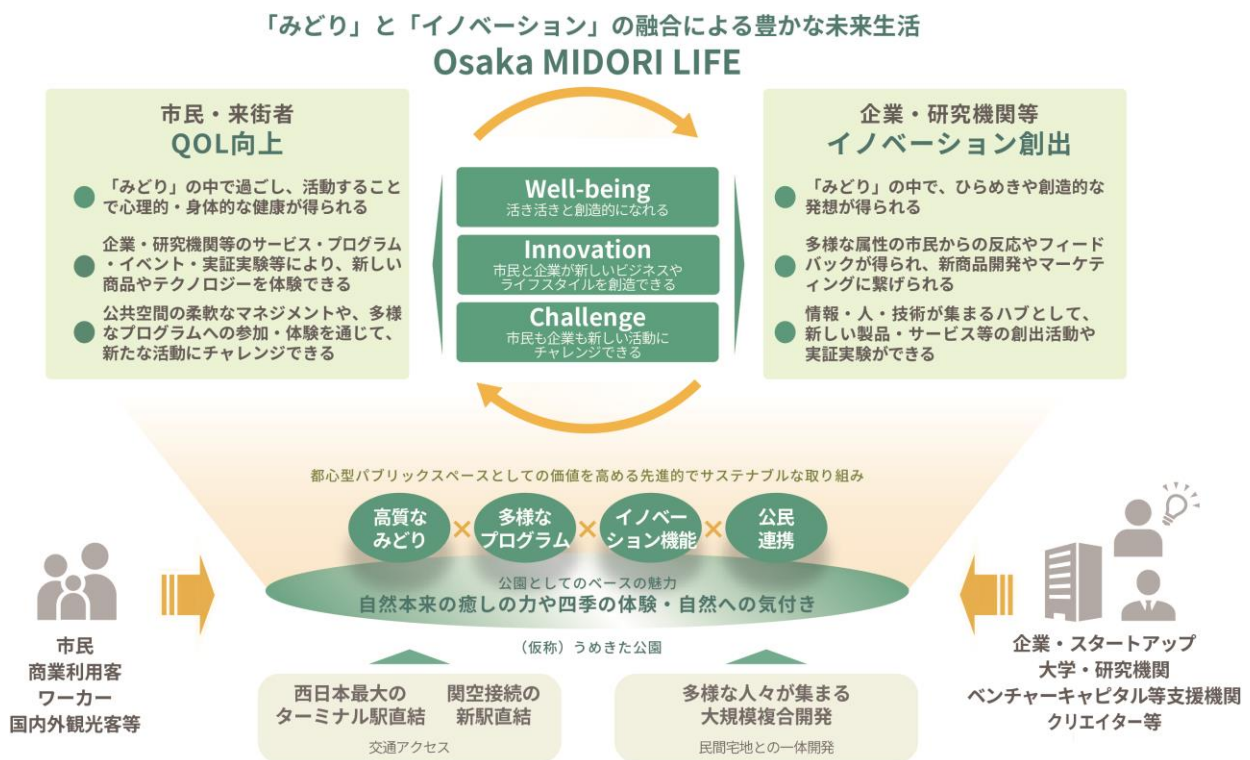 「みどり」と「イノベーション」の融合による豊かな未来生活
Osaka MIDORI LIFE
市民・来街者
QOL向上
「みどり」の中で過ごし、活動すること
で心理的・身体的な健康が得られる
企業・研究機関等のサービス・プログラム
・イベント・実証実験等により、新しい
商品やテクノロジーを体験できる
公共空間の柔軟なマネジメントや、多様
なプログラムへの参加・体験を通じて、
新たな活動にチャレンジできる
Well-being
活き活きと創造的になれる
Innovation
市民と企業が新しいビジネスや
ライフスタイルを創造できる
Challenge
市民も企業も新しい活動に
チャレンジできる
企業・研究機関等
イノベーション創出
「みどり」の中で、ひらめきや創造的な
発想が得られる
多様な属性の市民からの反応やフィード
バックが得られ、新商品開発やマーケテ
ィングに繋げられる
情報・人・技術が集まるハブとして、
新しい製品・サービス等の創出活動や
実証実験ができる
都心型パブリックスペースとしての価値を高める先進的でサステナブルな取り組み
高質な
みどり
×
多様な
プログラム
×
イノベー
ション機能
×
公民
連携
公園としてのベースの魅力
自然本来の癒しの力や四季の体験・自然への気付き
（仮称）うめきた公園
市民
商業利用客
ワーカー
国内外観光客等
西日本最大の
ターミナル駅直結
関空接続の
新駅直結
交通アクセス
多様な人々が集まる
大規模複合開発
民間宅地との一体開発
企業・スタートアップ
大学・研究機関
ベンチャーキャピタル等支援機関
クリエイター等